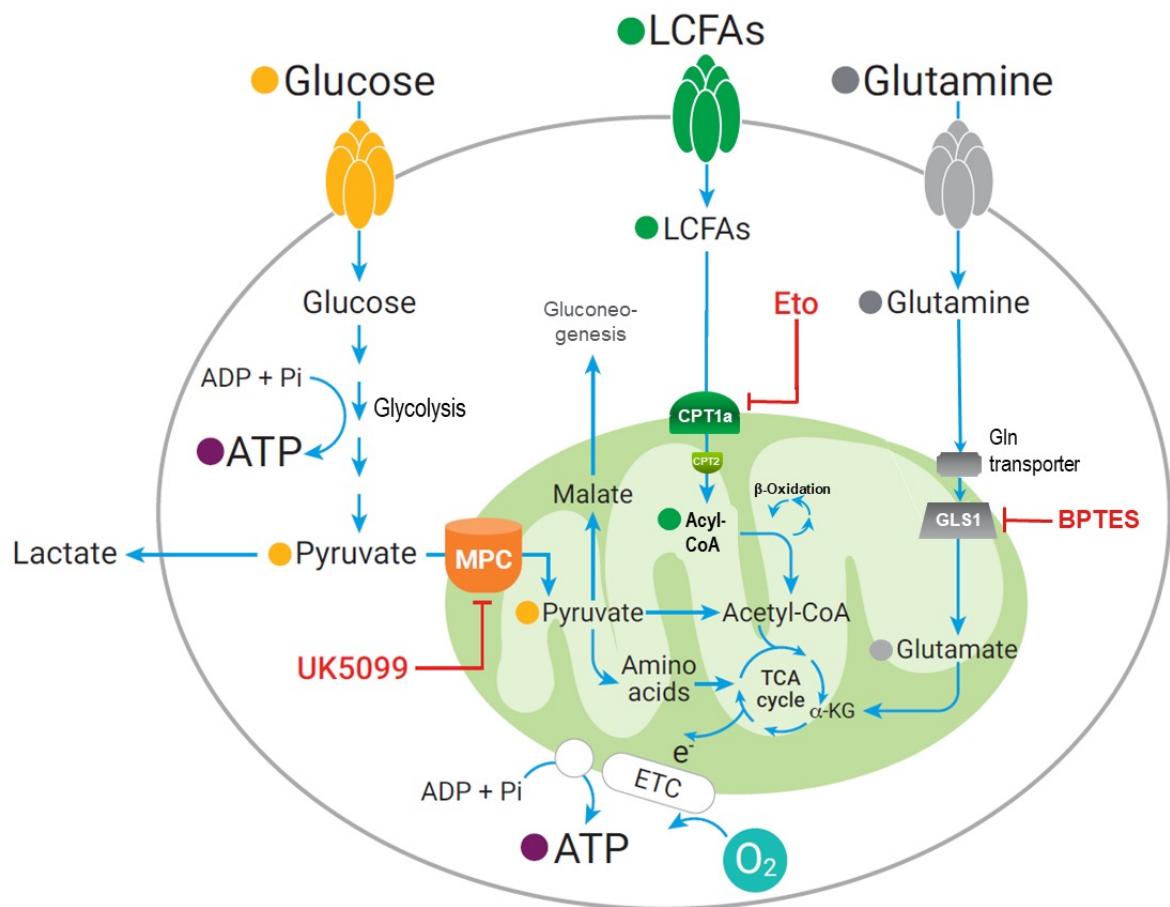 LCFAs
Glucose
Glutamine
LCFAs
Glucose
Gluconeo-
genesis
Eto
Glutamine
ADP + Pi
Glycolysis
ATP
CPT1a
CPT2
Gln
transporter
Malate
β-Oxidation
Acyl-
CoA
GLS1
BPTES
Lactate
Pyruvate
MPC
Pyruvate
Acetyl-CoA
Glutamate
UK5099
Amino
acids
TCA
cycle
α-KG
e-
ETC
ADP + Pi
ATP
O2